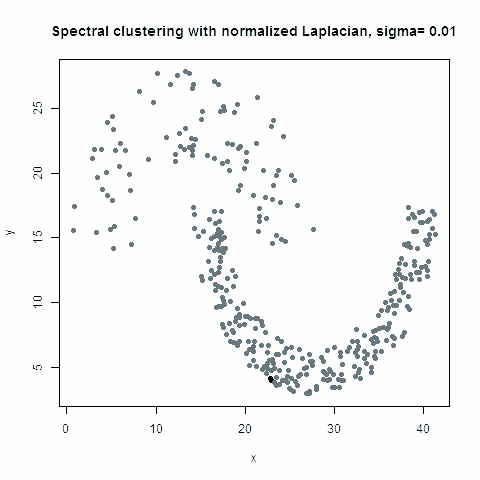 Spectral clustering with normalized Laplacian, sigma= 0.01
25
20
y
15
10
5
0 10 20 30 40
x